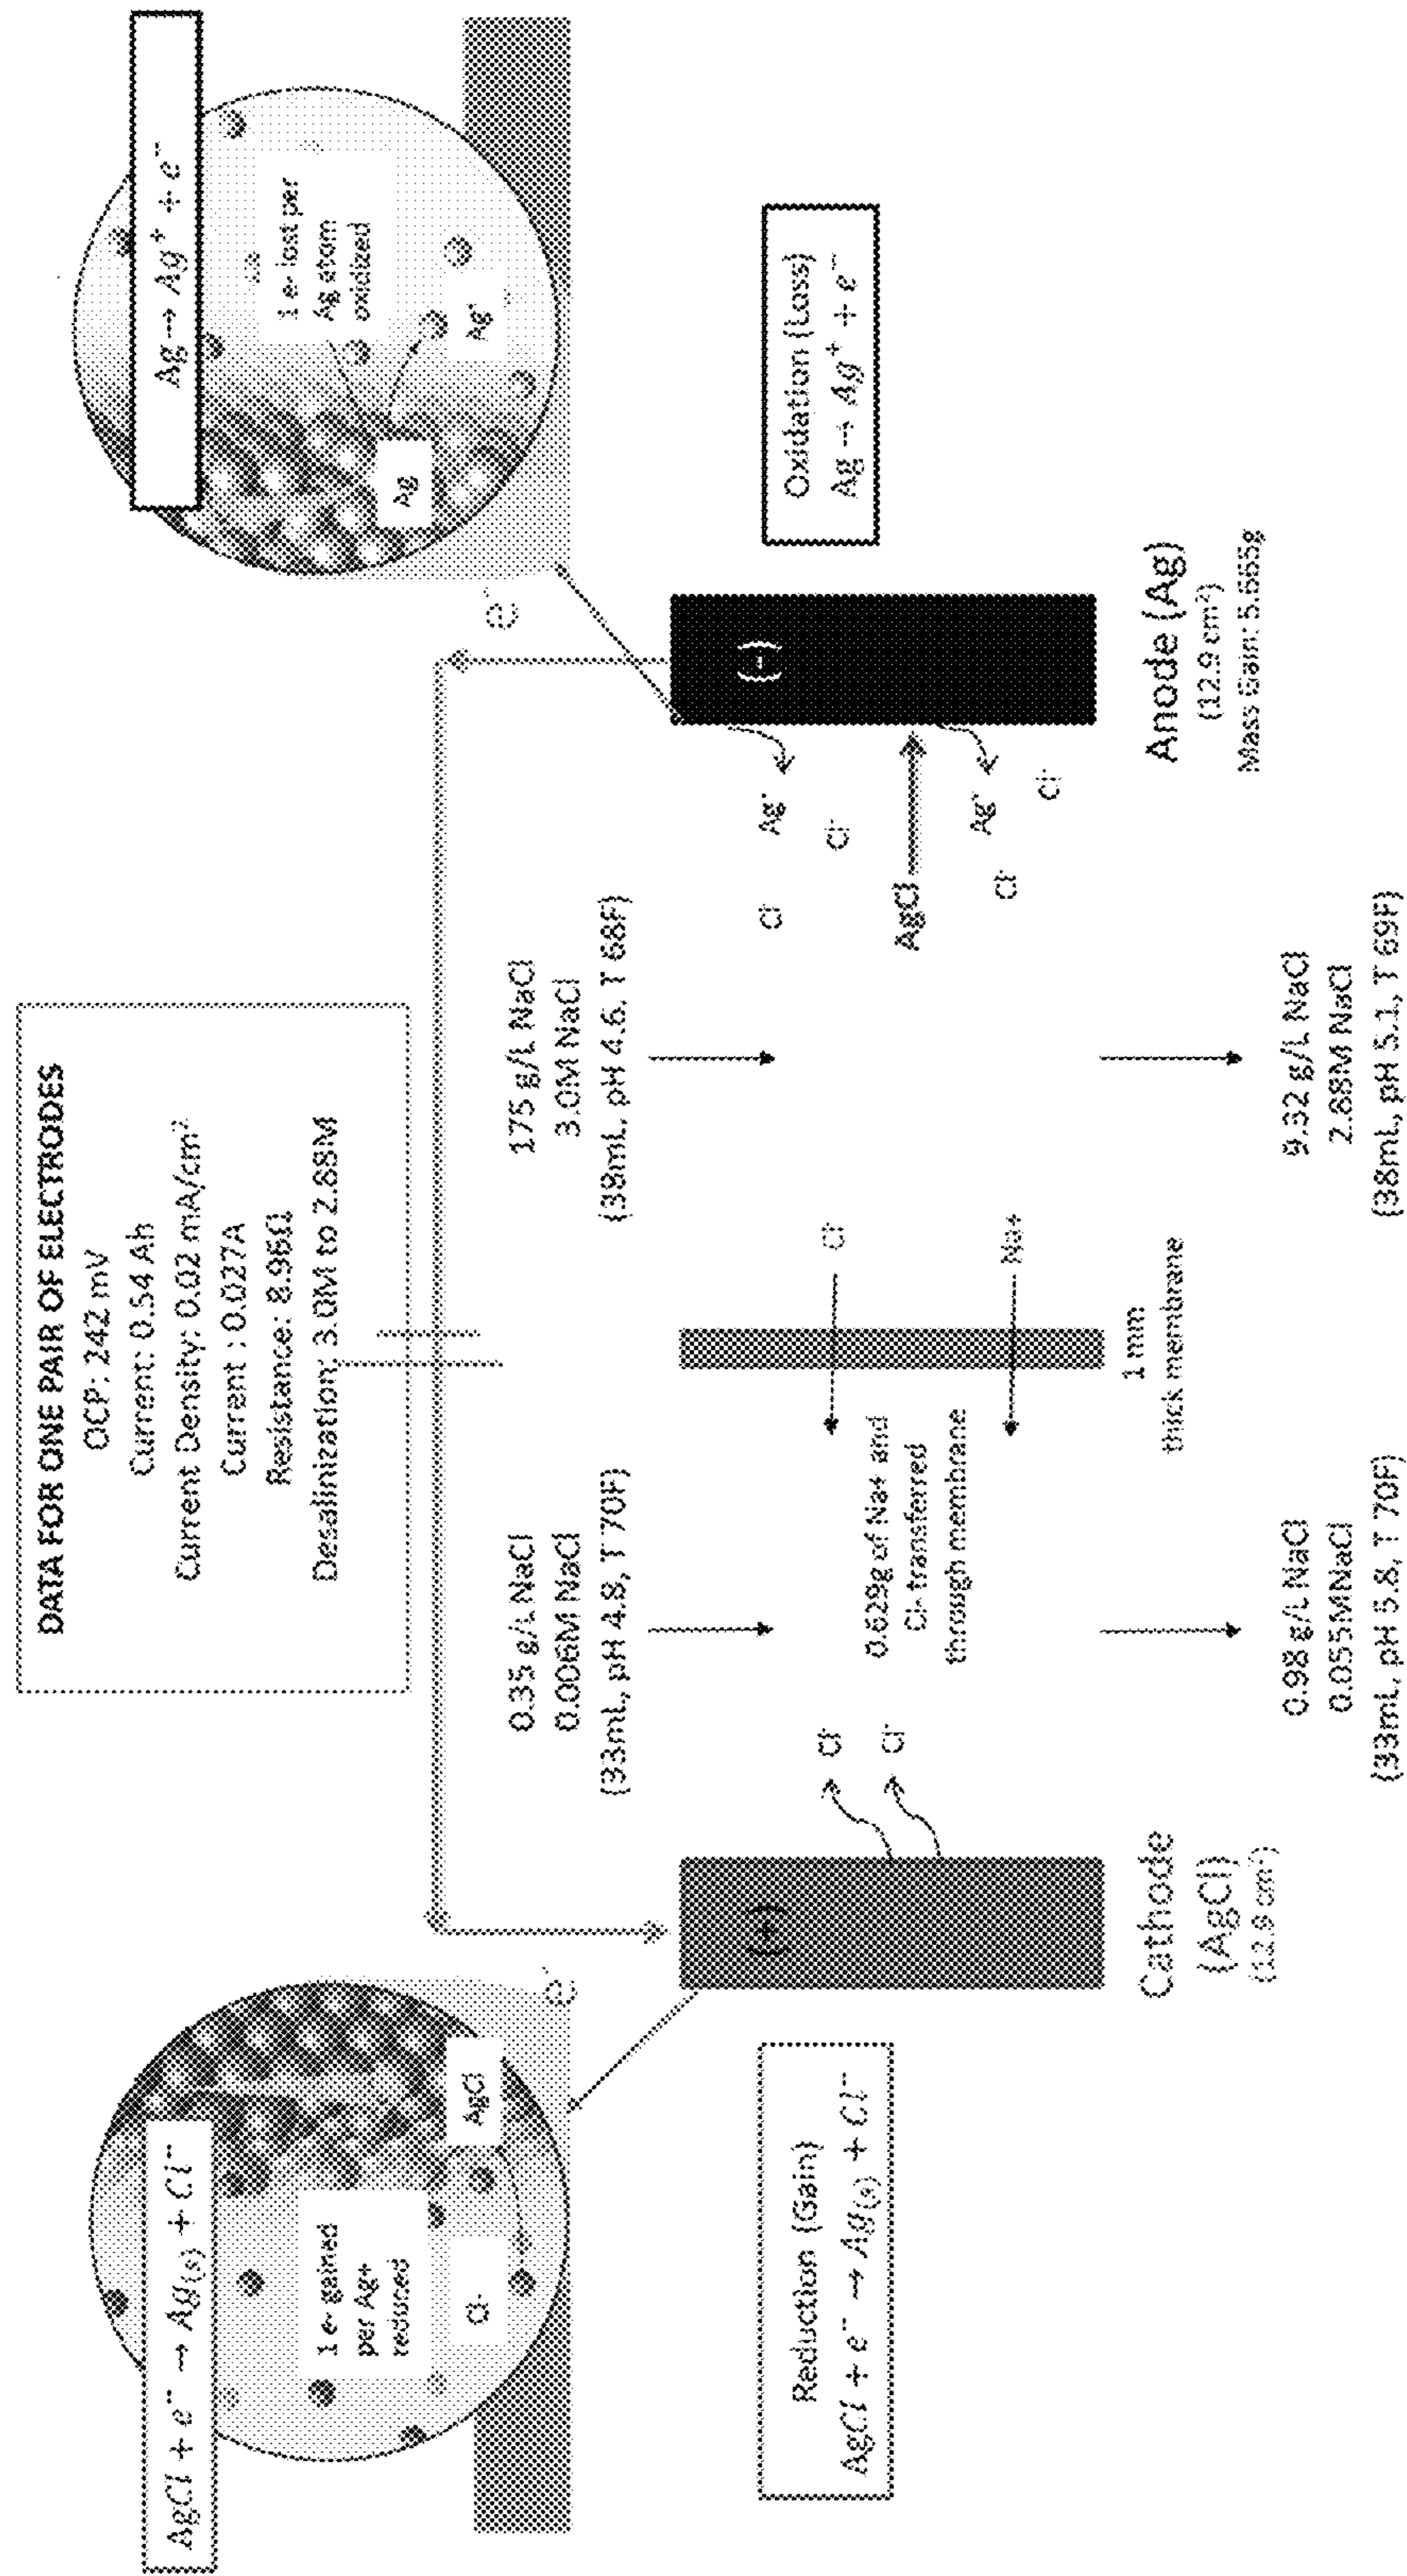 DATA FOR ONE PAIR OF ELECTRODES
OCP: 242 mV
Current: 0.54 Ah
Current Density: 0.02 mA/cm²
Current : 0.027A
Resistance: 8.96Ω
Desalinization: 3.0M to 2.88M
AgCl + e⁻ → Ag(s) + Cl⁻
1 e- gained
per Ag+
reduced
AgCl
Cl-
e-
Ag → Ag⁺ + e⁻
1 e- lost per
Ag atom
oxidized
Ag⁺
Ag
e-
0.35 g/L NaCl
0.006M NaCl
(33mL, pH 4.8, T 70F)
175 g/L NaCl
3.0M NaCl
(38mL, pH 4.6, T 68F)
Reduction (Gain)
AgCl + e⁻ → Ag(s) + Cl⁻
(+)
Cl-
Cl-
0.629g of Na+ and
Cl- transferred
through membrane
Cl-
Na+
Cl-
Ag⁺
Cl-
AgCl
Ag⁺
Cl-
Cl-
(-)
Oxidation (Loss)
Ag → Ag⁺ + e⁻
Cathode
(AgCl)
(12.9 cm²)
1 mm
thick membrane
Anode (Ag)
(12.9 cm²)
Mass Gain: 5.665g
0.98 g/L NaCl
0.055MNaCl
(33mL, pH 5.8, T 70F)
9.32 g/L NaCl
2.88M NaCl
(38mL, pH 5.1, T 69F)